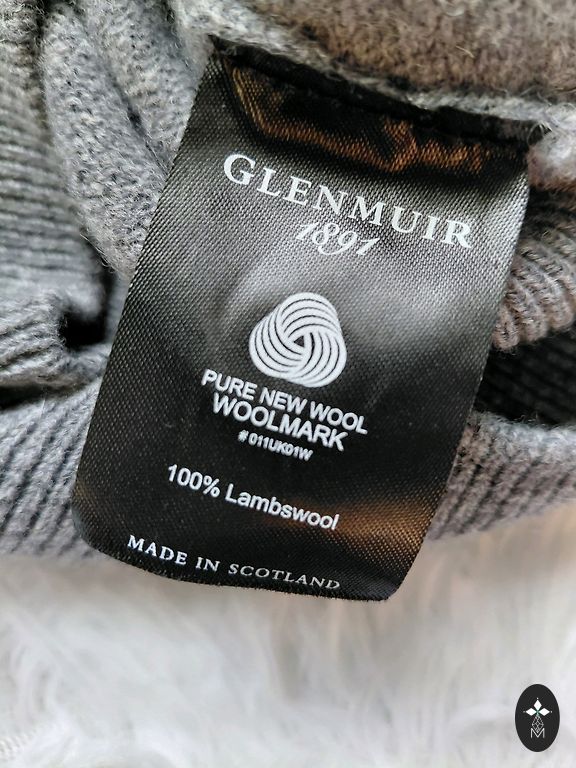 GLENMUIR
1891
PURE NEW WOOL
WOOLMARK
#011UK01W
100% Lambswool
MADE IN SCOTLAND
M